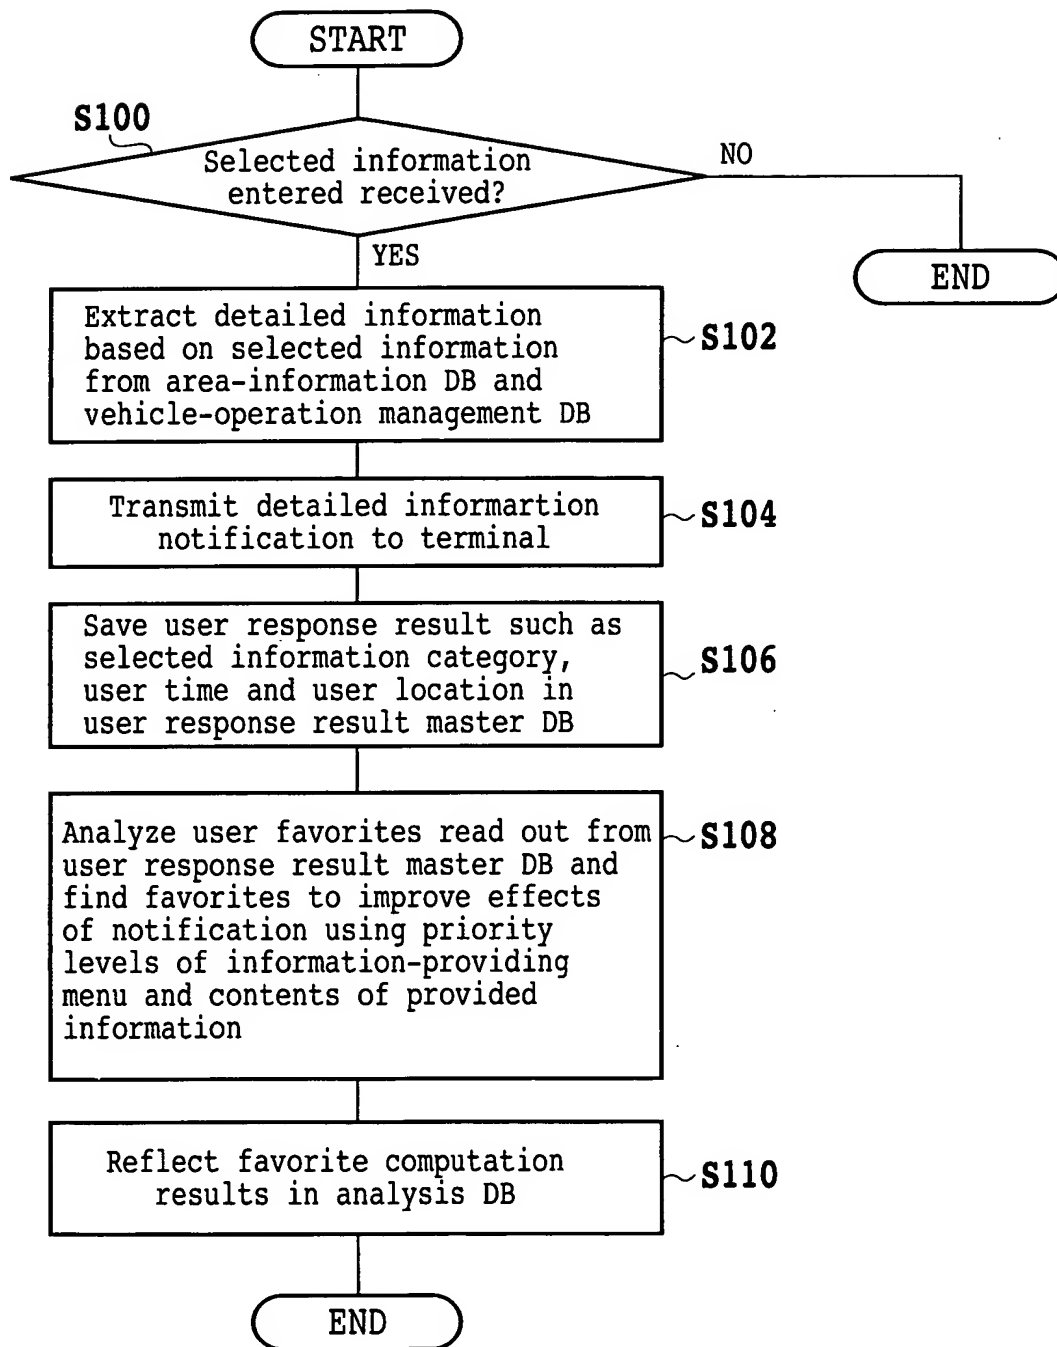 START
S100
Selected information
entered received?
NO
END
YES
Extract detailed information
based on selected information
from area-information DB and
vehicle-operation management DB
S102
Transmit detailed informartion
notification to terminal
S104
Save user response result such as
selected information category,
user time and user location in
user response result master DB
S106
Analyze user favorites read out from
user response result master DB and
find favorites to improve effects
of notification using priority
levels of information-providing
menu and contents of provided
information
S108
Reflect favorite computation
results in analysis DB
S110
END